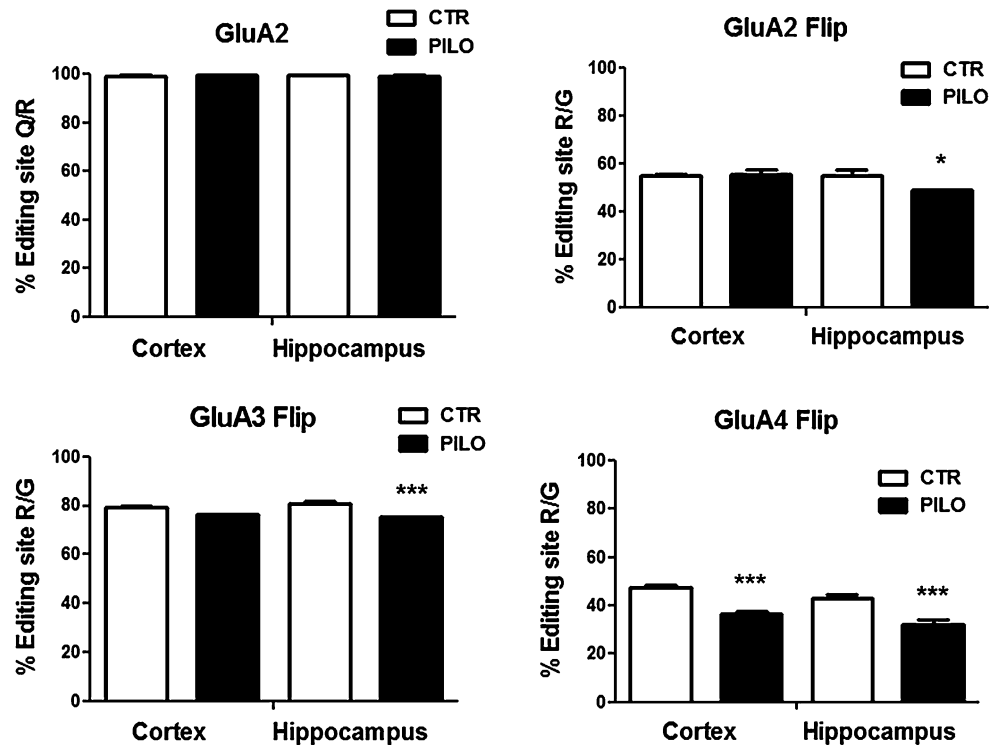 GluA2
CTR
PILO
% Editing site Q/R
100
80
60
40
20
0
Cortex Hippocampus
GluA2 Flip
CTR
PILO
% Editing site R/G
100
80
60
40
20
0
*
Cortex Hippocampus
GluA3 Flip
CTR
PILO
% Editing site R/G
100
80
60
40
20
0
***
Cortex Hippocampus
GluA4 Flip
CTR
PILO
% Editing site R/G
100
80
60
40
20
0
*** ***
Cortex Hippocampus